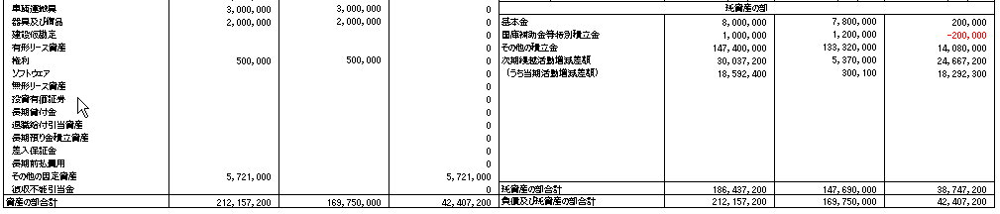 車輌運搬具 3,000,000 3,000,000 0
器具及び備品 2,000,000 2,000,000 0
建設仮勘定 0
有形リース資産 0
権利 500,000 500,000 0
ソフトウェア 0
無形リース資産 0
投資有価証券 0
長期貸付金 0
退職給付引当資産 0
長期預り金積立資産 0
差入保証金 0
長期前払費用 0
その他の固定資産 5,721,000 5,721,000
徴収不能引当金 0
資産の部合計 212,157,200 169,750,000 42,407,200
純資産の部
基本金 8,000,000 7,800,000 200,000
国庫補助金等特別積立金 1,000,000 1,200,000 -200,000
その他の積立金 147,400,000 133,320,000 14,080,000
次期繰越活動増減差額 30,037,200 5,370,000 24,667,200
(うち当期活動増減差額) 18,592,400 300,100 18,292,300
純資産の部合計 186,437,200 147,690,000 38,747,200
負債及び純資産の部合計 212,157,200 169,750,000 42,407,200